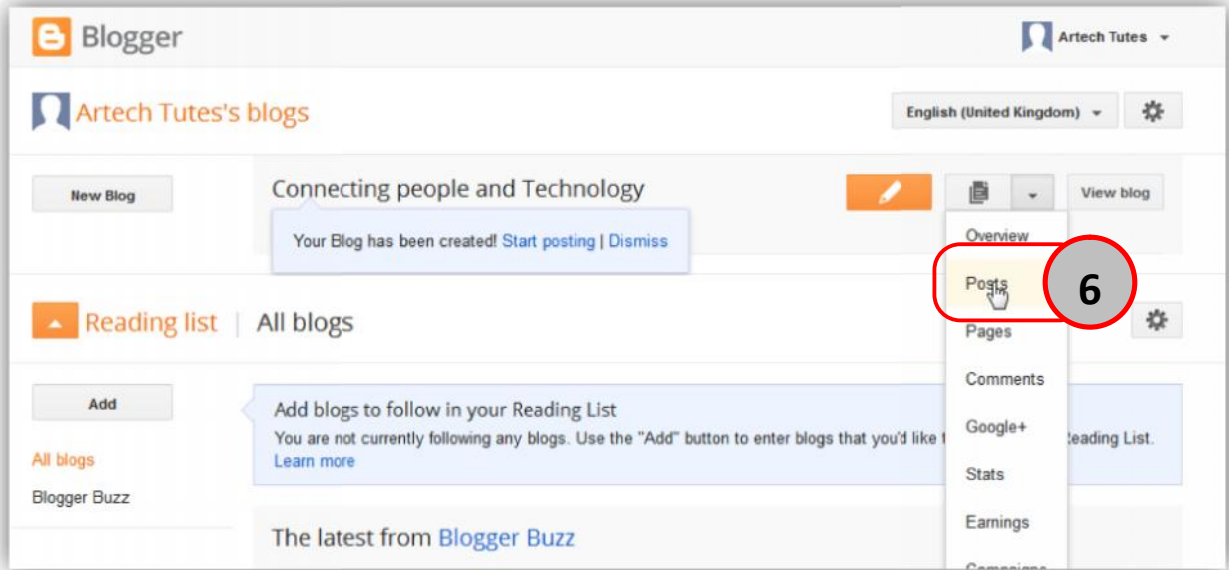 Blogger
Artech Tutes
Artech Tutes's blogs
English (United Kingdom)
New Blog
Connecting people and Technology
View blog
Your Blog has been created! Start posting | Dismiss
Overview
Posts
6
Reading list | All blogs
Pages
Comments
Google+
Stats
Earnings
Add
All blogs
Blogger Buzz
Add blogs to follow in your Reading List
You are not currently following any blogs. Use the "Add" button to enter blogs that you'd like
Reading List.
Learn more
The latest from Blogger Buzz